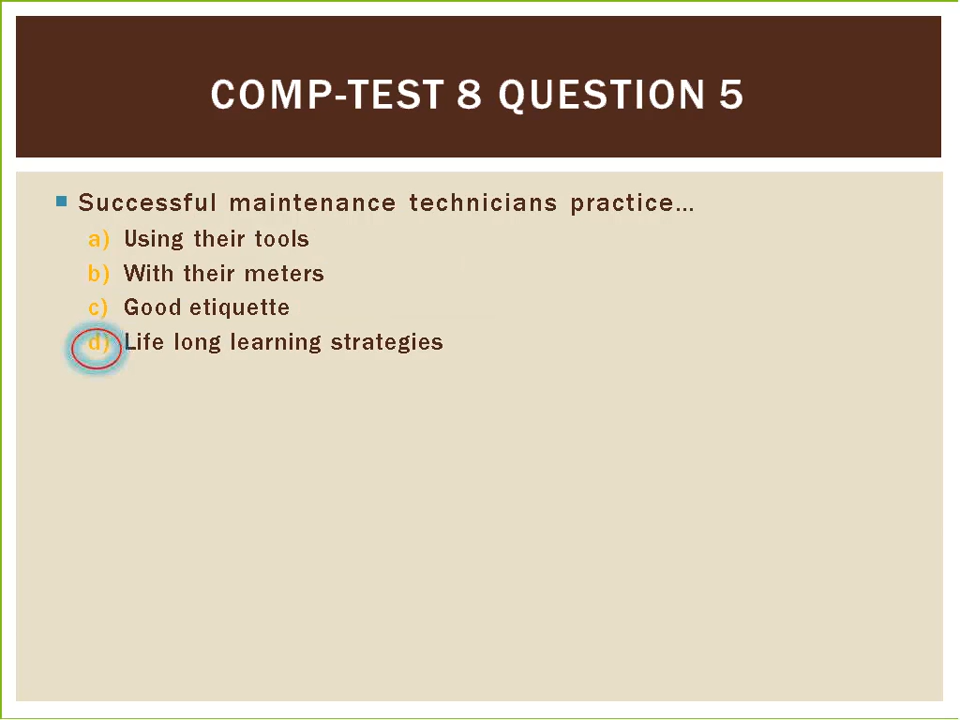 COMP-TEST 8 QUESTION 5
Successful maintenance technicians practice…
a) Using their tools
b) With their meters
c) Good etiquette
d) Life long learning strategies